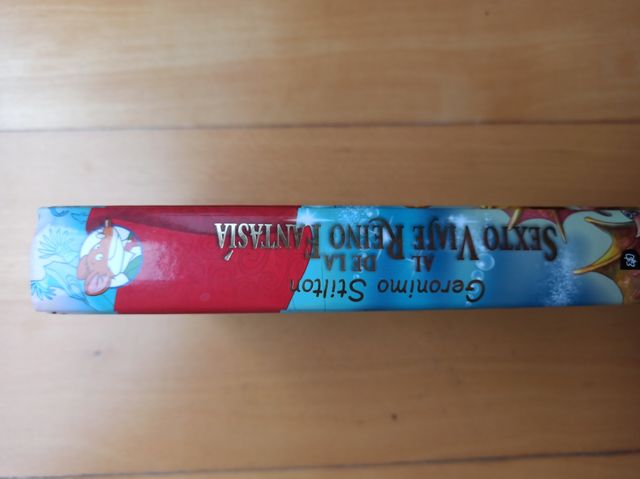 Geronimo Stilton
SEXTO VIAJE AL REINO DE LA FANTASÍA